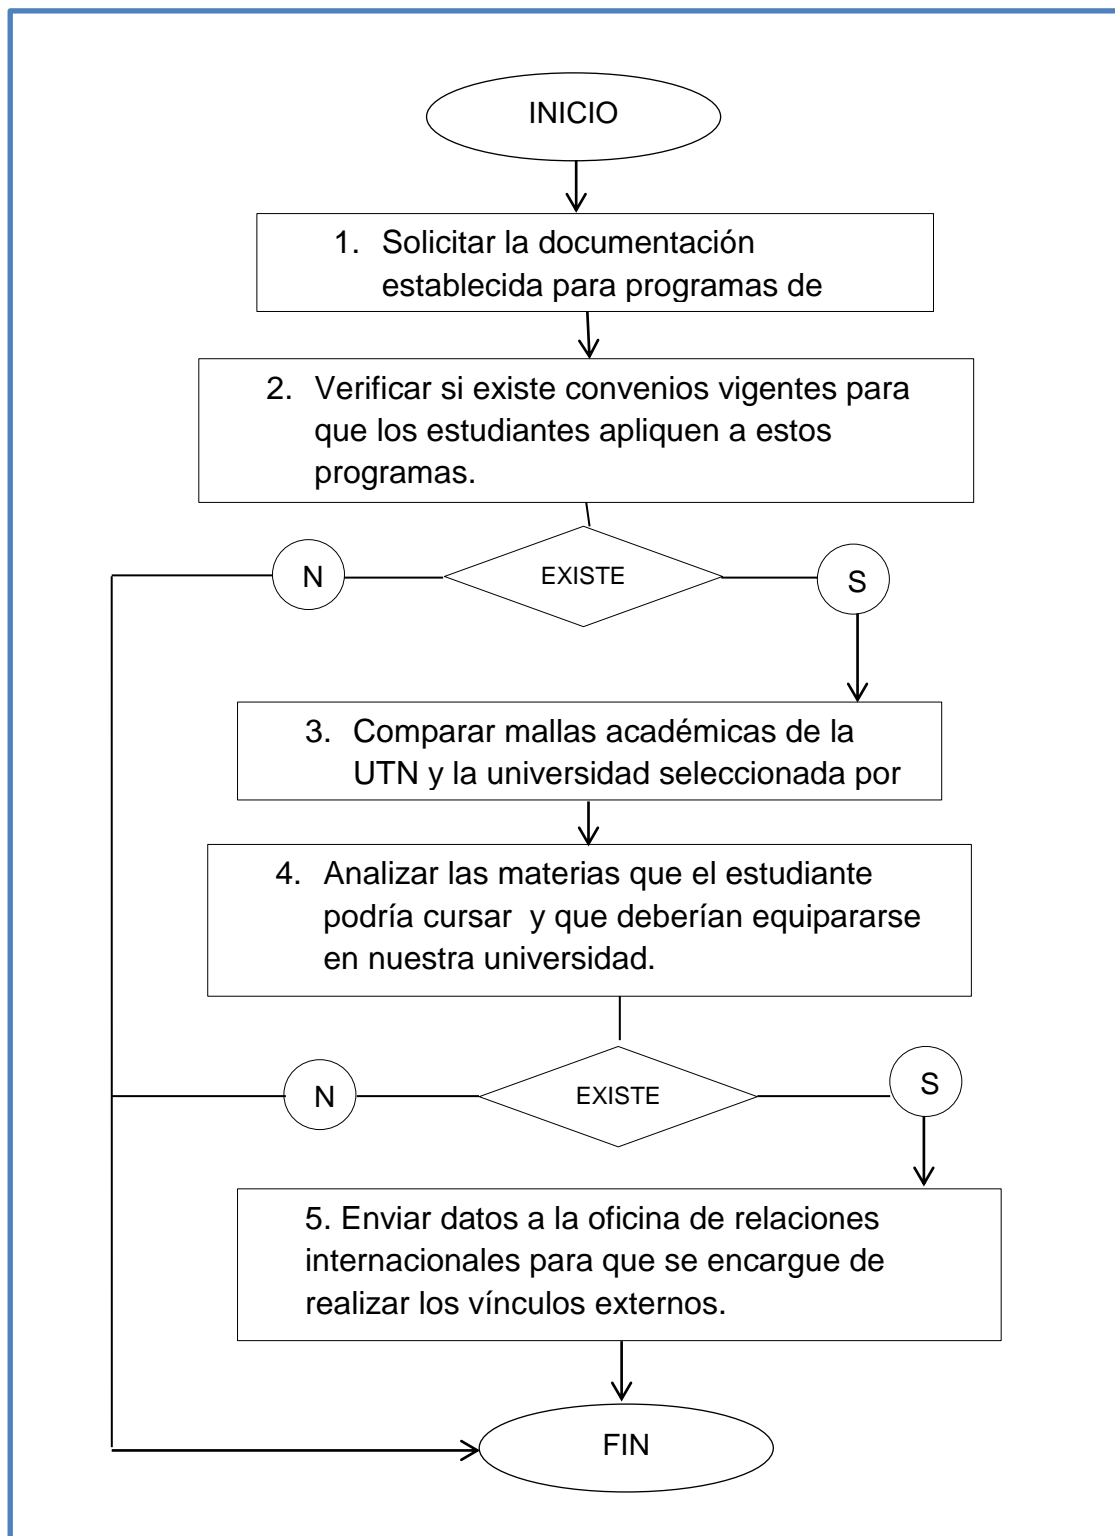 INICIO
1. Solicitar la documentación
establecida para programas de
2. Verificar si existe convenios vigentes para
que los estudiantes apliquen a estos
programas.
N
EXISTE
S
3. Comparar mallas académicas de la
UTN y la universidad seleccionada por
4. Analizar las materias que el estudiante
podría cursar y que deberían equipararse
en nuestra universidad.
N
EXISTE
S
5. Enviar datos a la oficina de relaciones
internacionales para que se encargue de
realizar los vínculos externos.
FIN